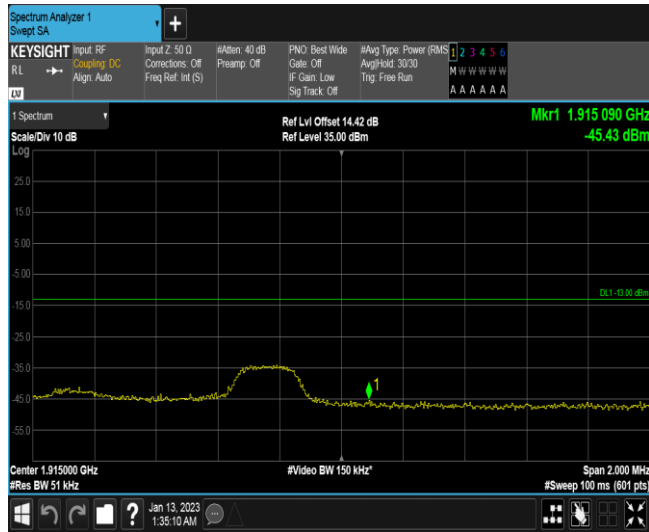 Spectrum Analyzer 1
Swept SA
+
KEYSIGHT
RL
LXI
Input: RF
Coupling: DC
Align: Auto
Input Z: 50 Ω
Corrections: Off
Freq Ref: Int (S)
#Atten: 40 dB
Preamp: Off
PNO: Best Wide
Gate: Off
IF Gain: Low
Sig Track: Off
#Avg Type: Power (RMS
Avg|Hold: 30/30
Trig: Free Run
1 2 3 4 5 6
M W W W W W
A A A A A A
1 Spectrum
Scale/Div 10 dB
Ref Lvl Offset 14.42 dB
Ref Level 35.00 dBm
Mkr1 1.915 090 GHz
-45.43 dBm
Log
25.0
15.0
5.00
-5.00
DL1 -13.00 dBm
-15.0
-25.0
-35.0
1
-45.0
-55.0
Center 1.915000 GHz
#Video BW 150 kHz*
Span 2.000 MHz
#Res BW 51 kHz
#Sweep 100 ms (601 pts)
?
Jan 13, 2023
1:35:10 AM